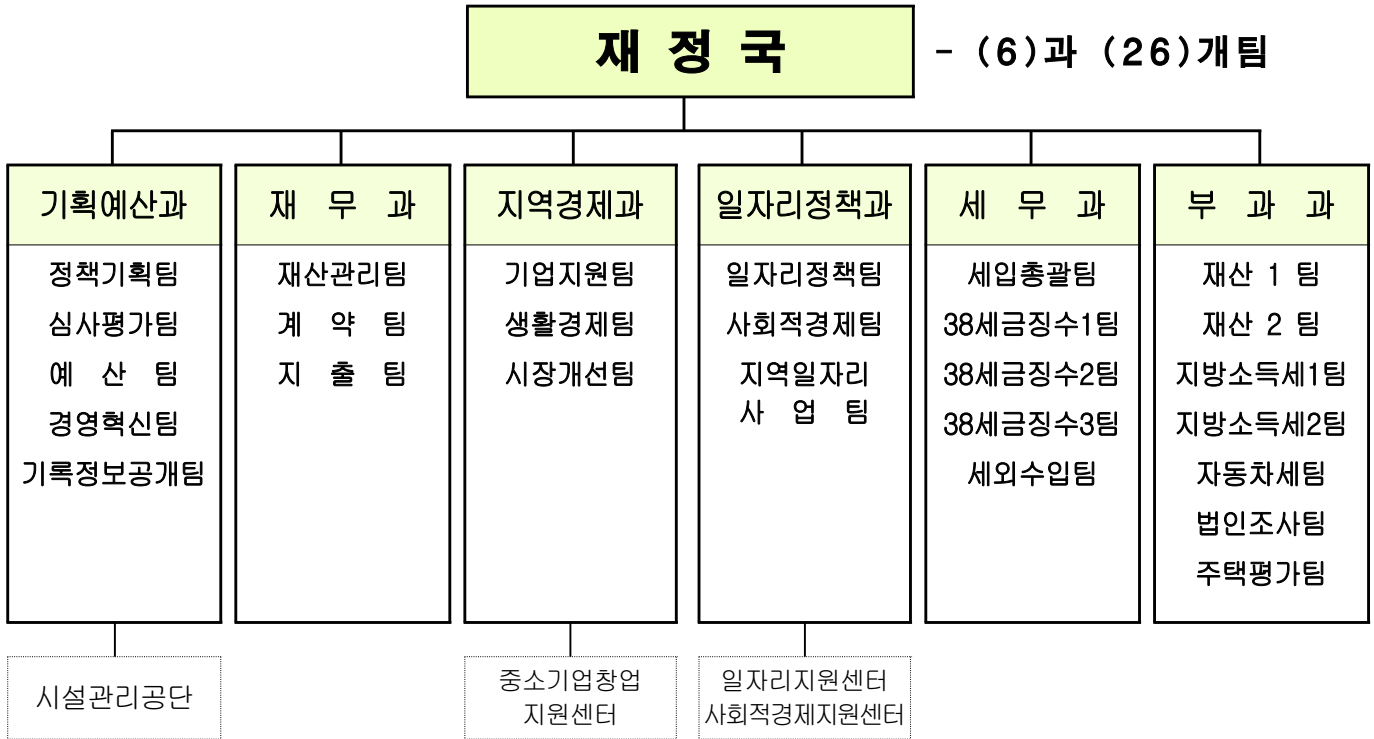 재 정 국
- (6)과 (26)개팀
기획예산과
정책기획팀
심사평가팀
예 산 팀
경영혁신팀
기록정보공개팀
시설관리공단
재 무 과
재산관리팀
계 약 팀
지 출 팀
지역경제과
기업지원팀
생활경제팀
시장개선팀
중소기업창업
지원센터
일자리정책과
일자리정책팀
사회적경제팀
지역일자리
사 업 팀
일자리지원센터
사회적경제지원센터
세 무 과
세입총괄팀
38세금징수1팀
38세금징수2팀
38세금징수3팀
세외수입팀
부 과 과
재산 1 팀
재산 2 팀
지방소득세1팀
지방소득세2팀
자동차세팀
법인조사팀
주택평가팀